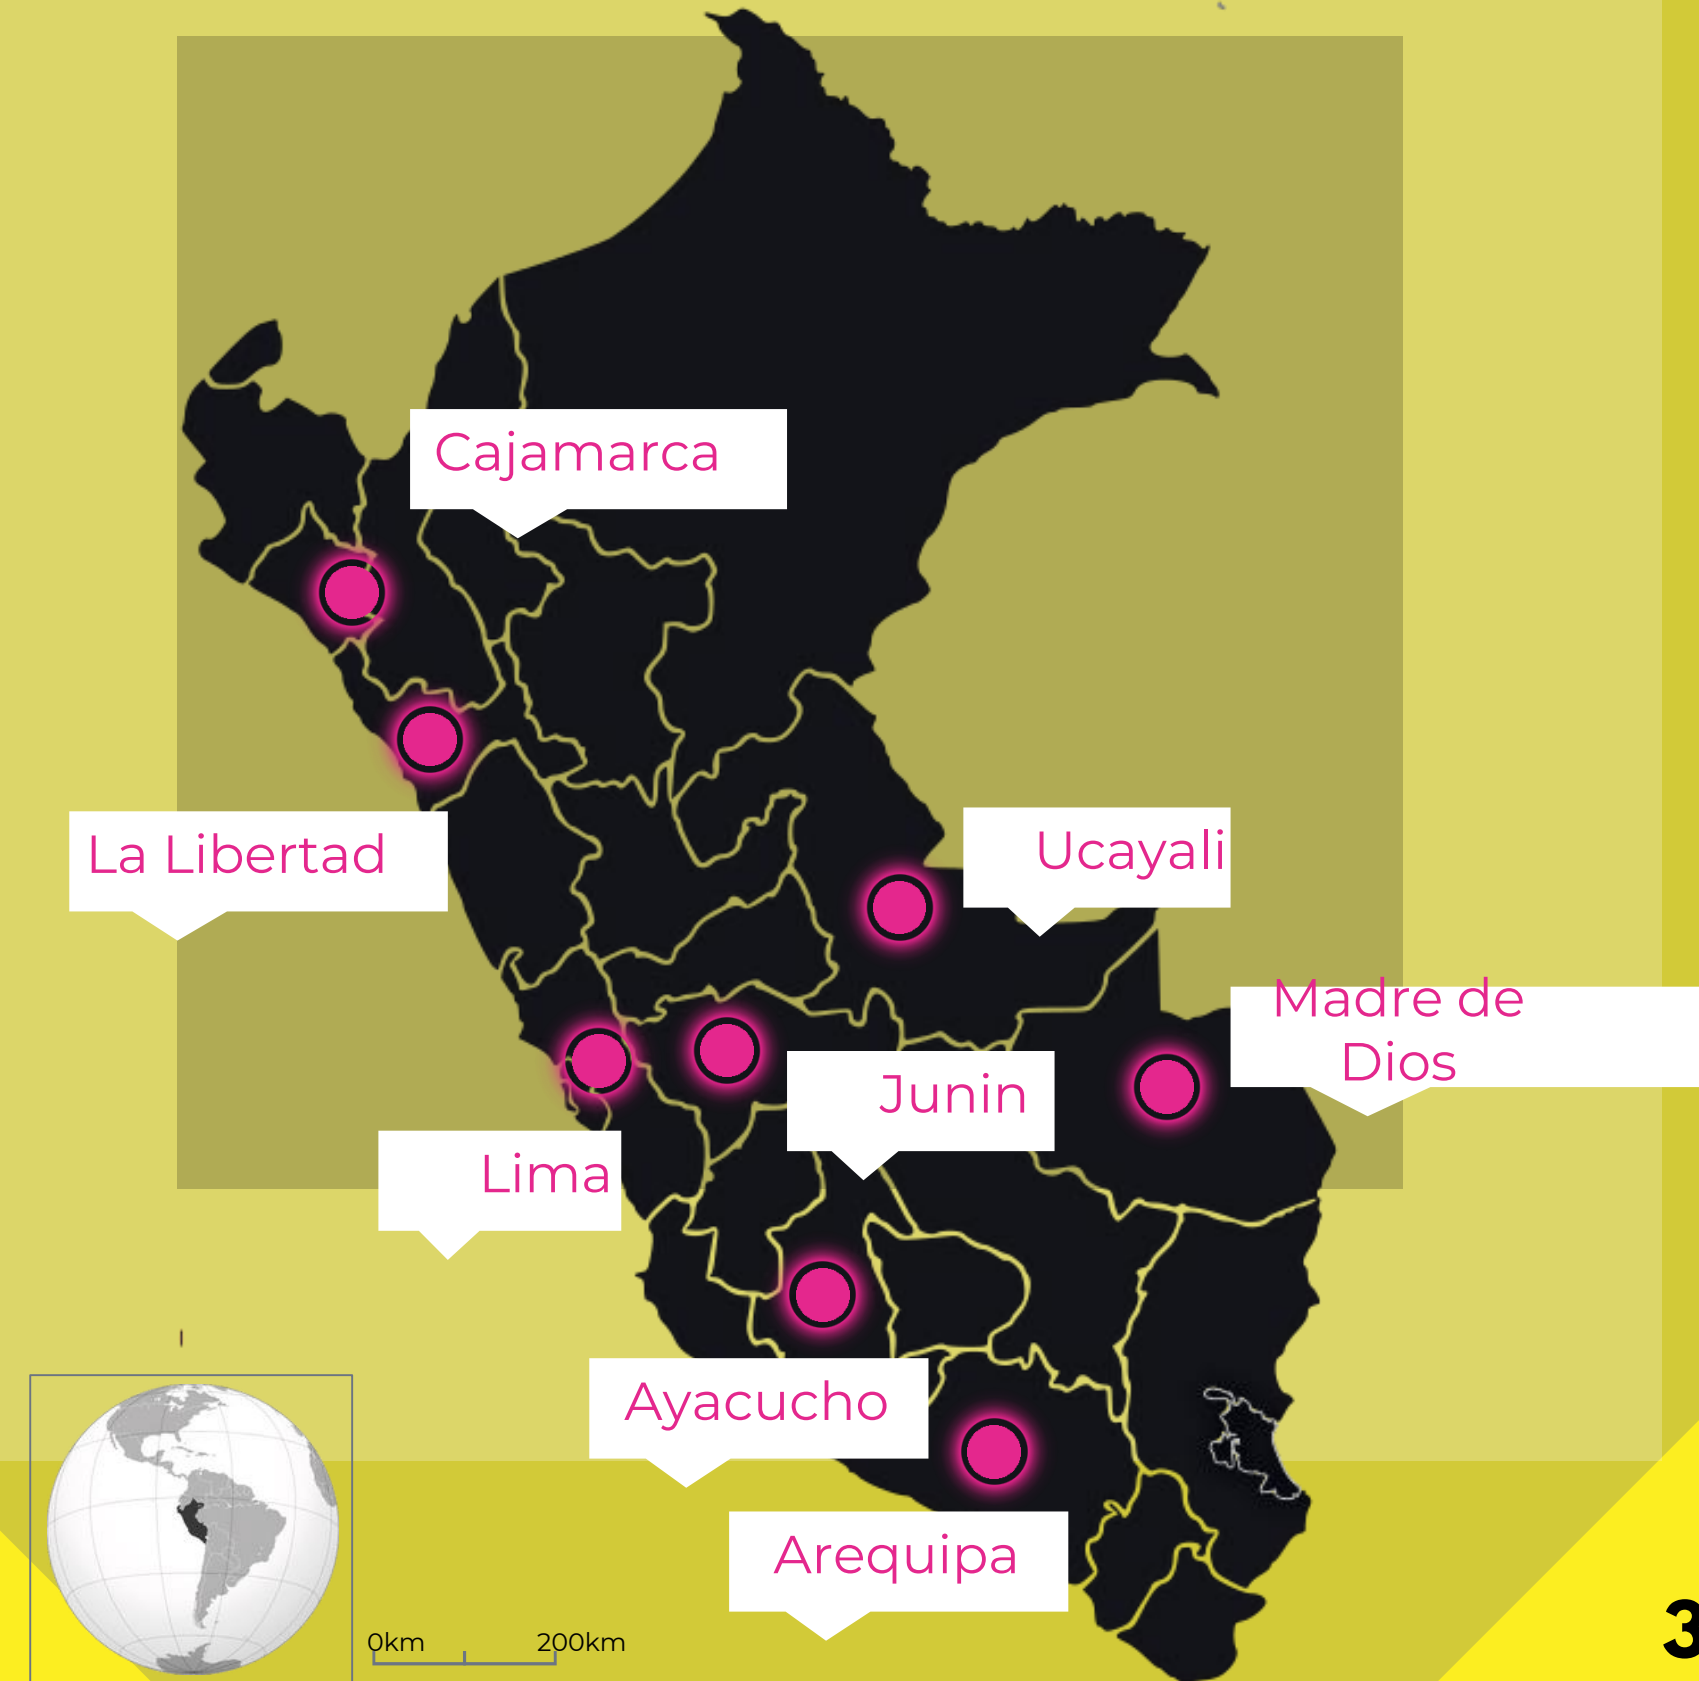 Cajamarca
La Libertad
Ucayali
Madre de
Dios
Junin
Lima
Ayacucho
Arequipa
0km 200km
3